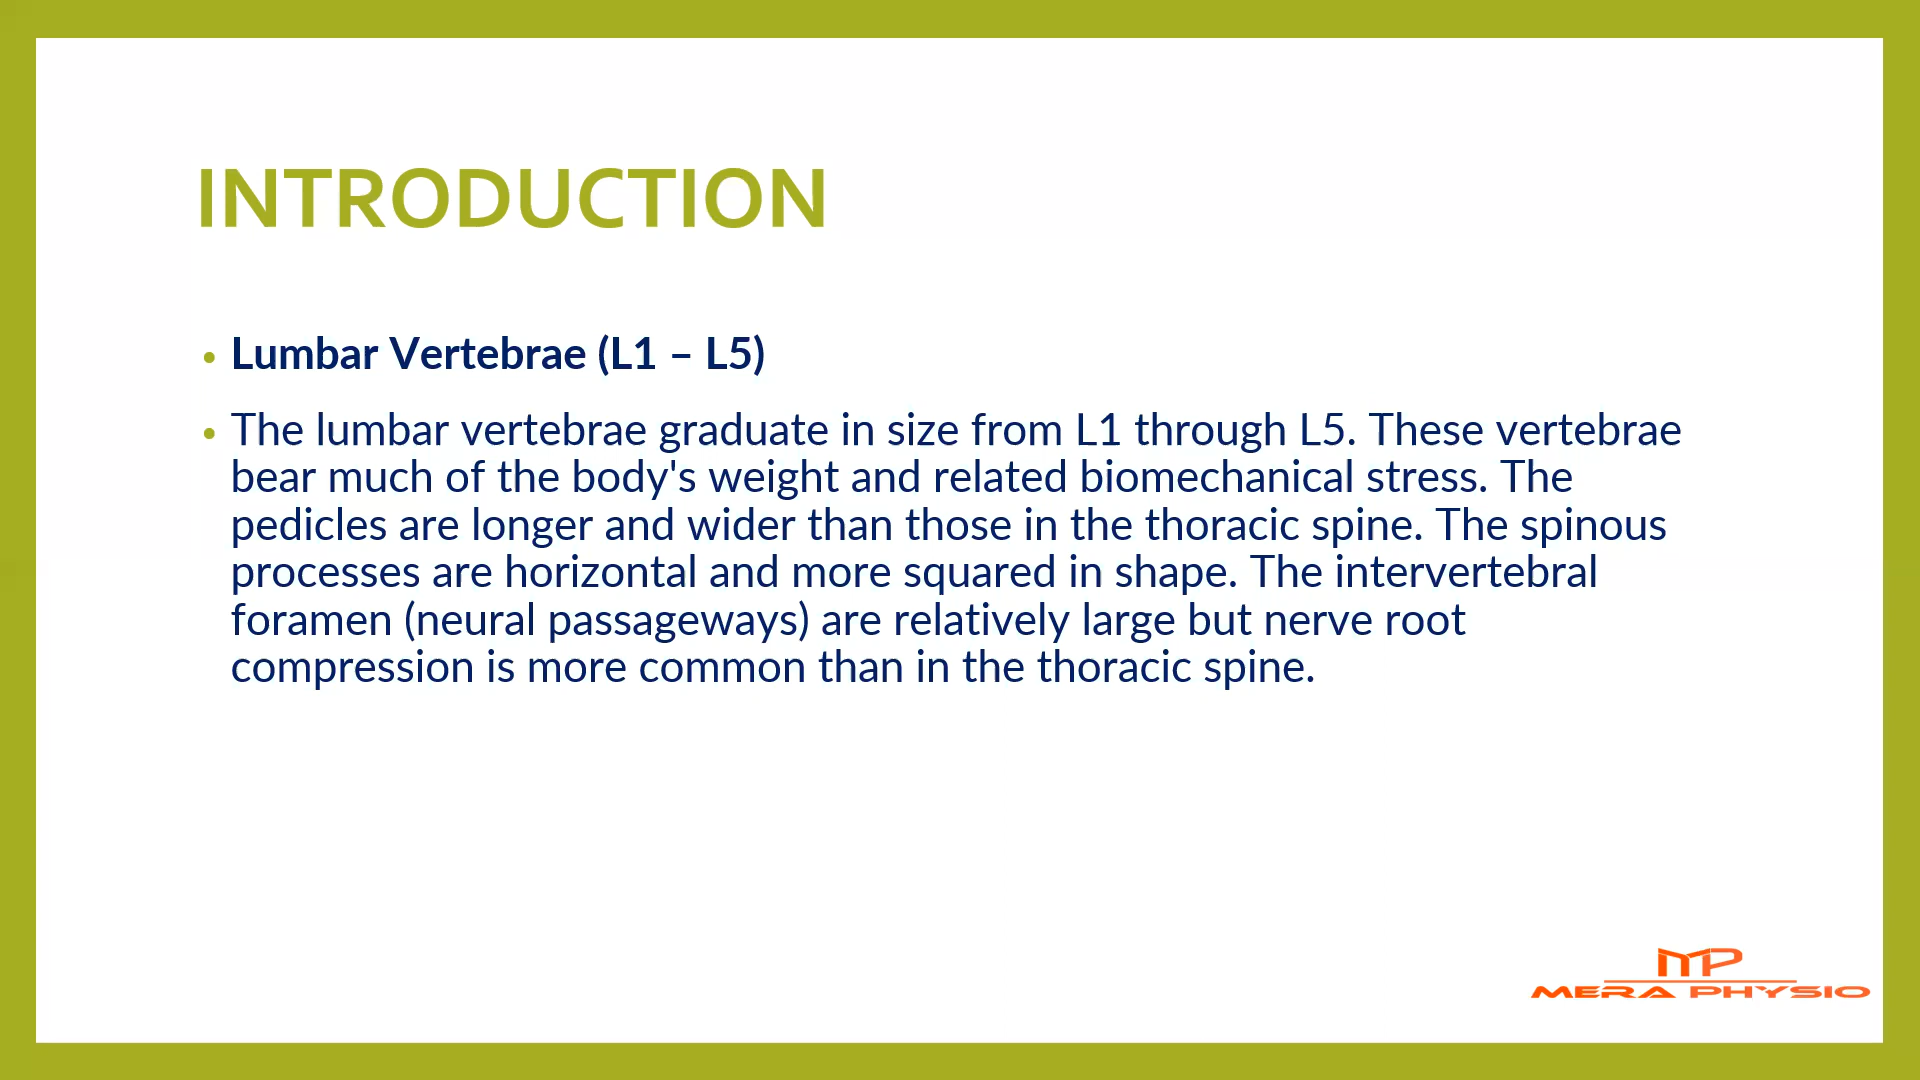 INTRODUCTION
• Lumbar Vertebrae (L1 – L5)
• The lumbar vertebrae graduate in size from L1 through L5. These vertebrae
bear much of the body's weight and related biomechanical stress. The
pedicles are longer and wider than those in the thoracic spine. The spinous
processes are horizontal and more squared in shape. The intervertebral
foramen (neural passageways) are relatively large but nerve root
compression is more common than in the thoracic spine.
MP
MERA PHYSIO